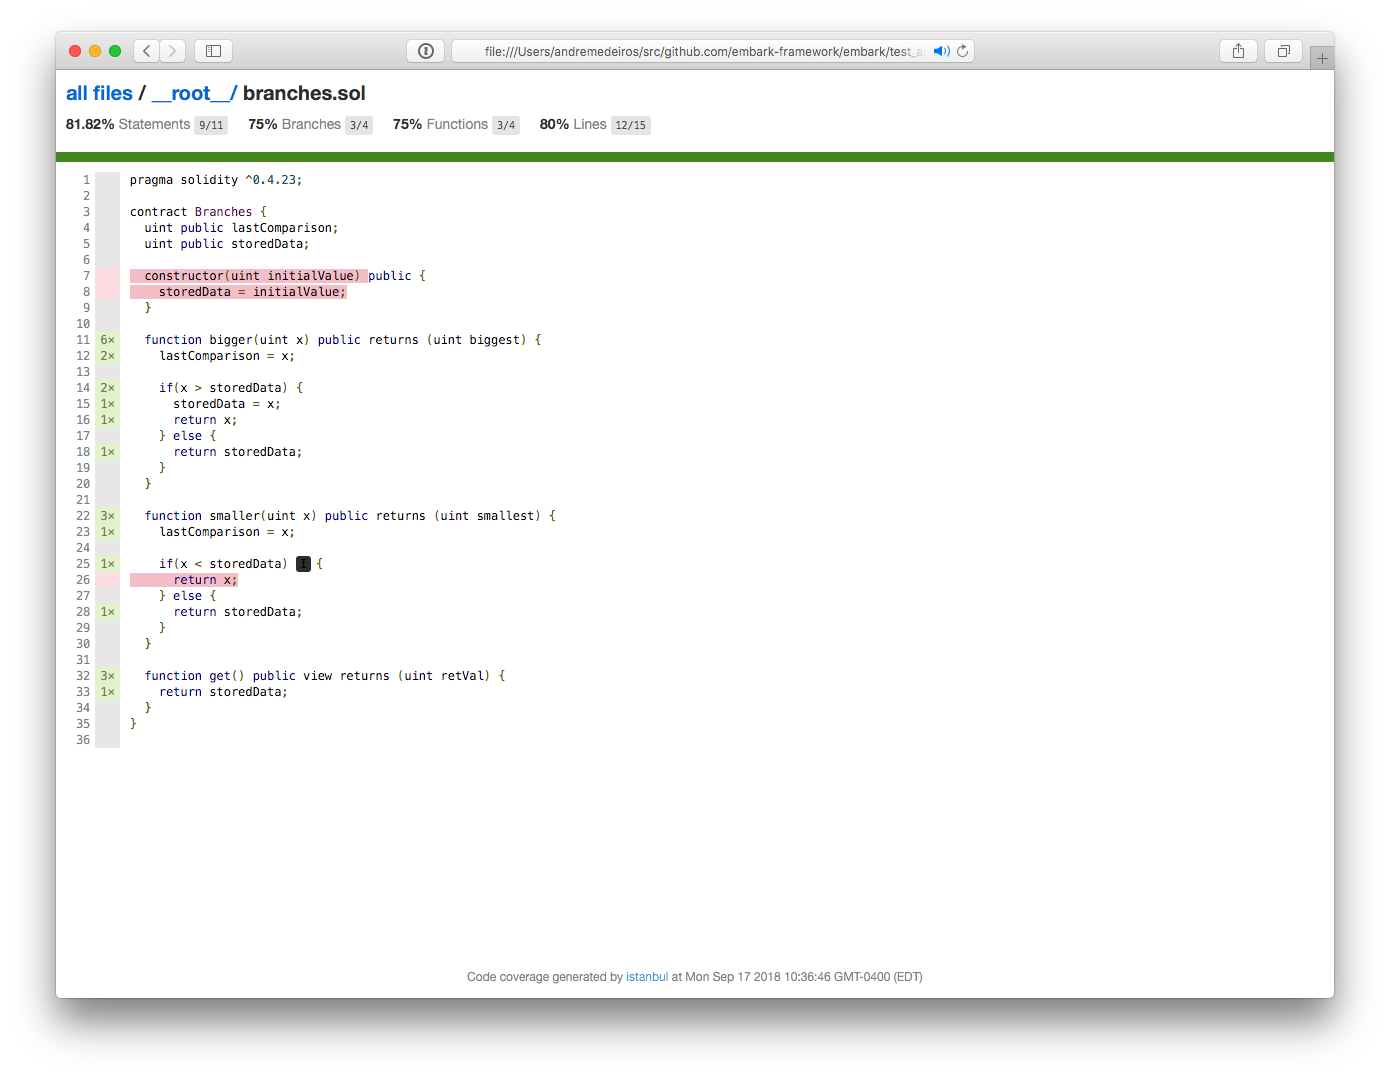 file:///Users/andremedeiros/src/github.com/embark-framework/embark/test_a
all files / __root__/ branches.sol
81.82% Statements 9/11 75% Branches 3/4 75% Functions 3/4 80% Lines 12/15
1 pragma solidity ^0.4.23;
2
3 contract Branches {
4 uint public lastComparison;
5 uint public storedData;
6
7 constructor(uint initialValue) public {
8 storedData = initialValue;
9 }
10
11 6× function bigger(uint x) public returns (uint biggest) {
12 2× lastComparison = x;
13
14 2× if(x > storedData) {
15 1× storedData = x;
16 1× return x;
17 } else {
18 1× return storedData;
19 }
20 }
21
22 3× function smaller(uint x) public returns (uint smallest) {
23 1× lastComparison = x;
24
25 1× if(x < storedData) I {
26 return x;
27 } else {
28 1× return storedData;
29 }
30 }
31
32 3× function get() public view returns (uint retVal) {
33 1× return storedData;
34 }
35 }
36
Code coverage generated by istanbul at Mon Sep 17 2018 10:36:46 GMT-0400 (EDT)